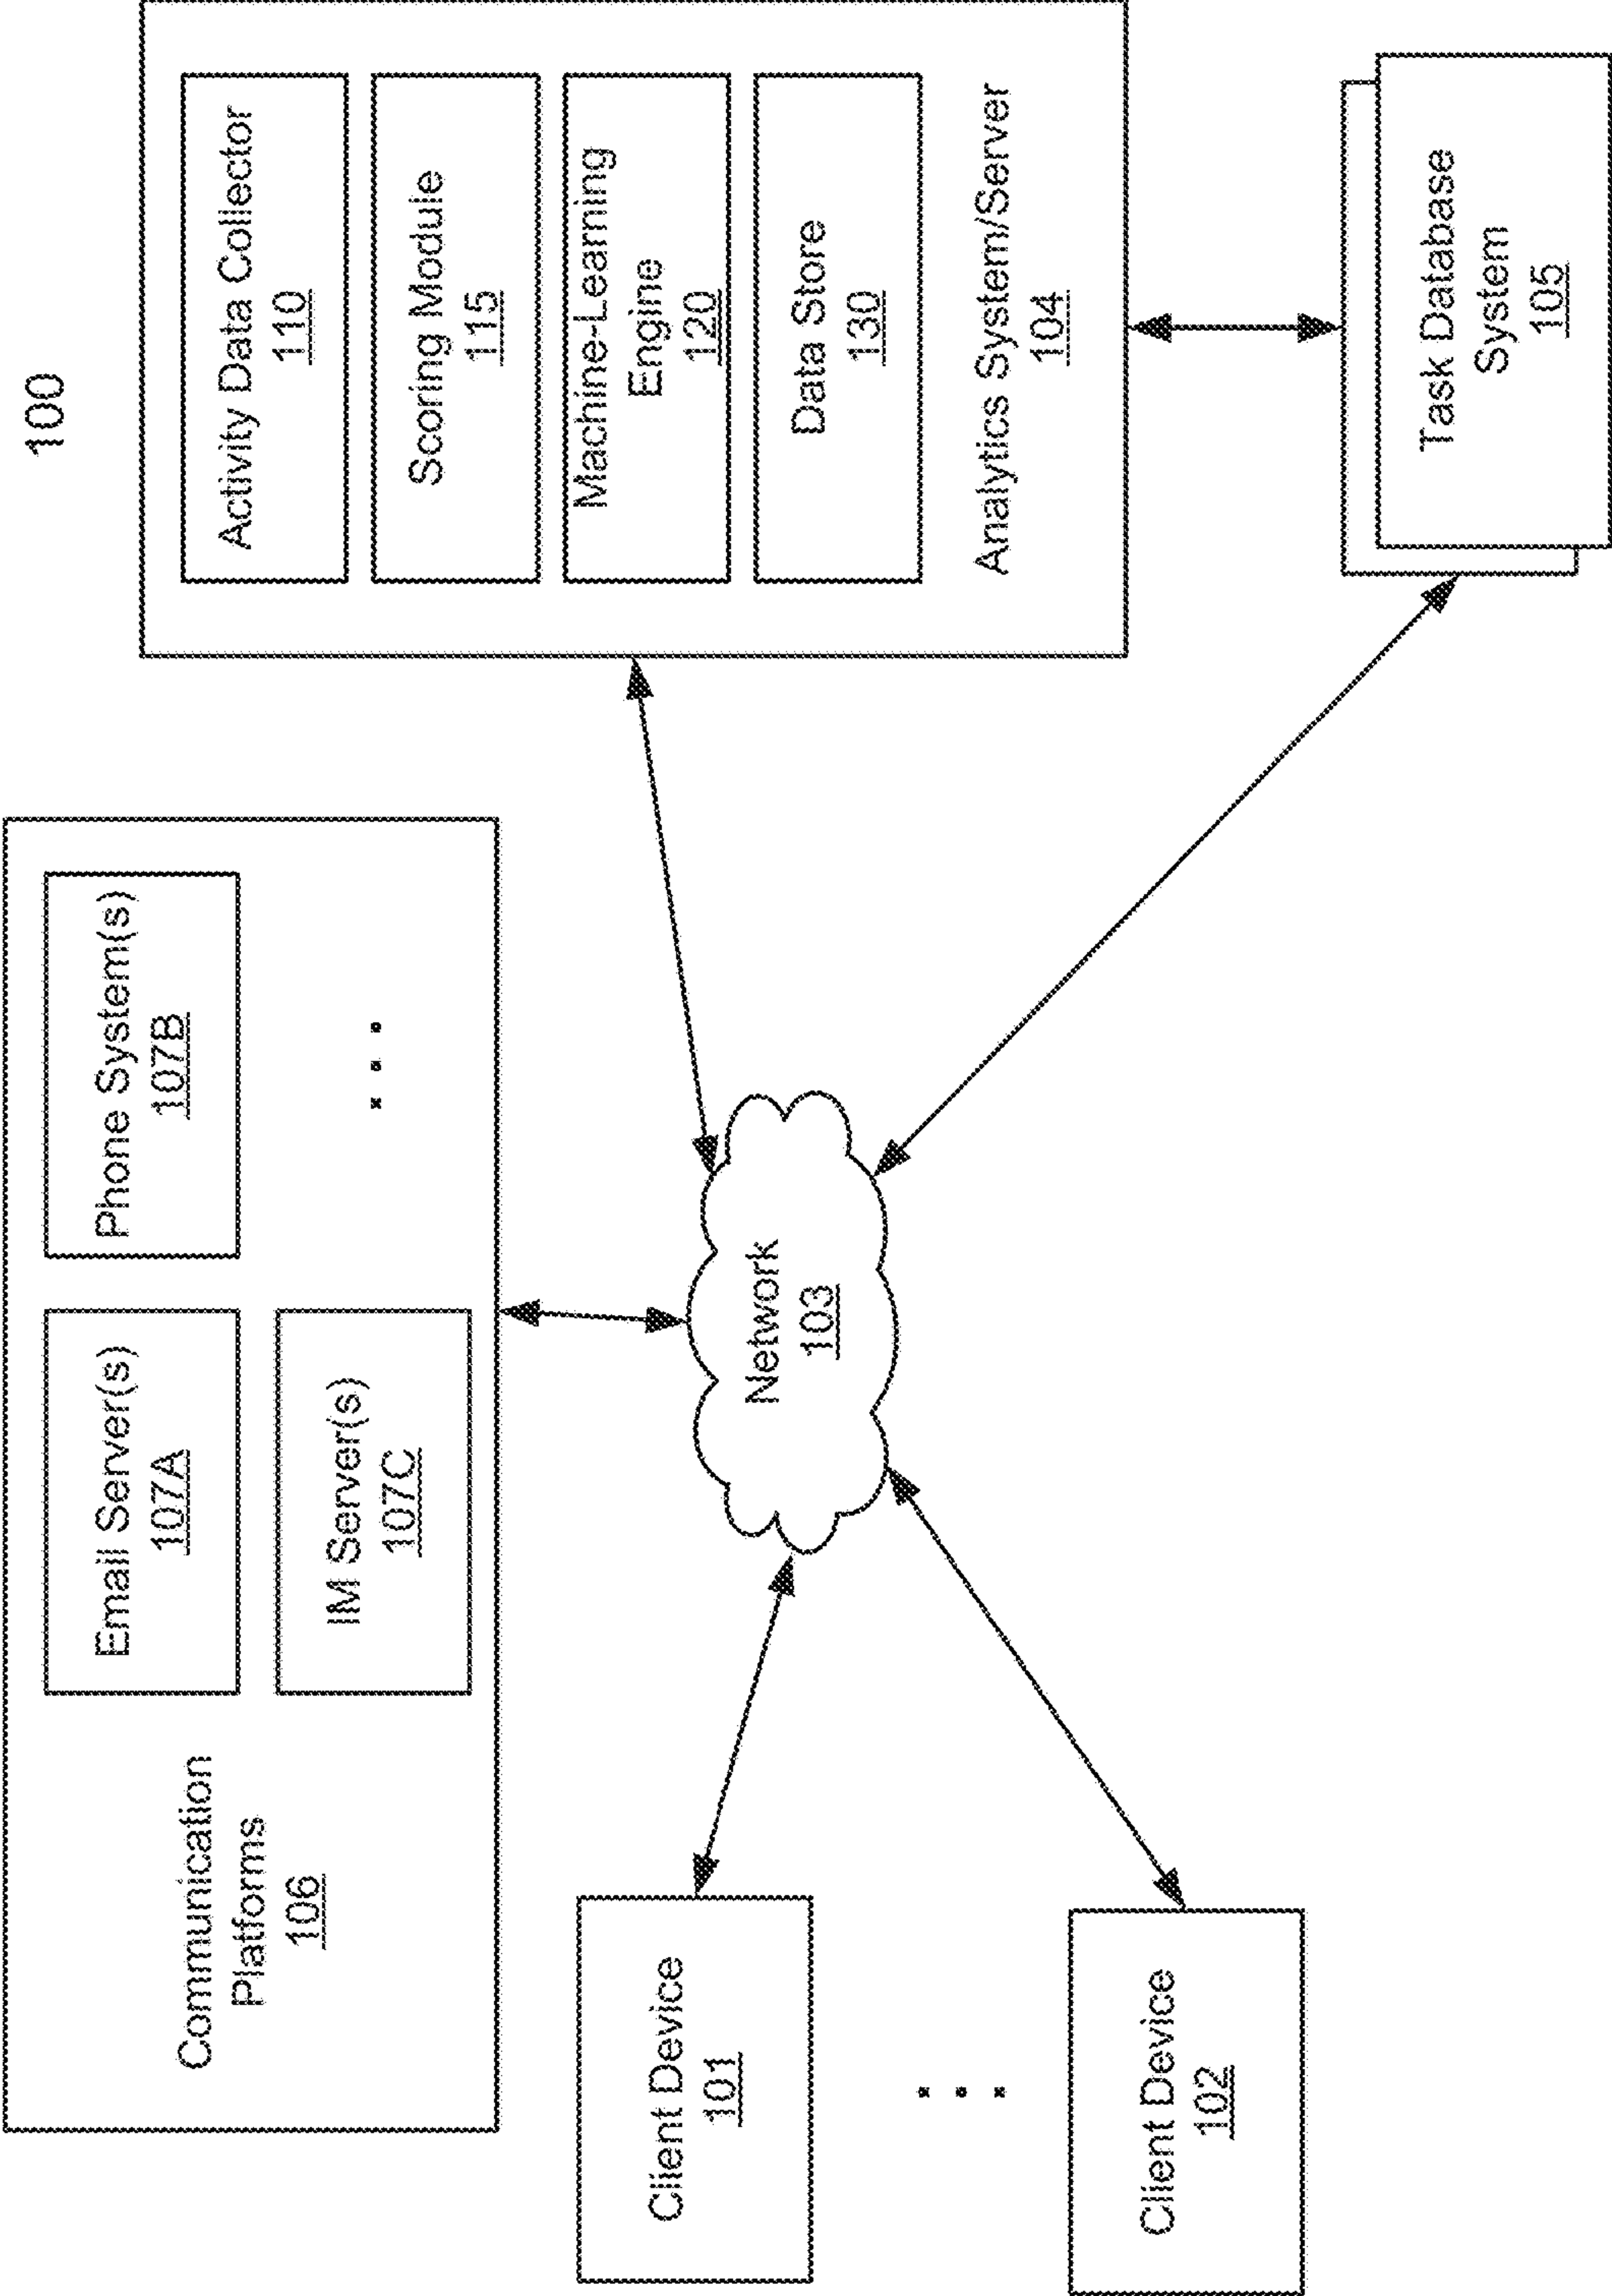 100
Communication
Platforms
106
Email Server(s)
107A
Phone System(s)
107B
IM Server(s)
107C
. . .
Client Device
101
. . .
Client Device
102
Network
103
Activity Data Collector
110
Scoring Module
115
Machine-Learning
Engine
120
Data Store
130
Analytics System/Server
104
Task Database
System
105